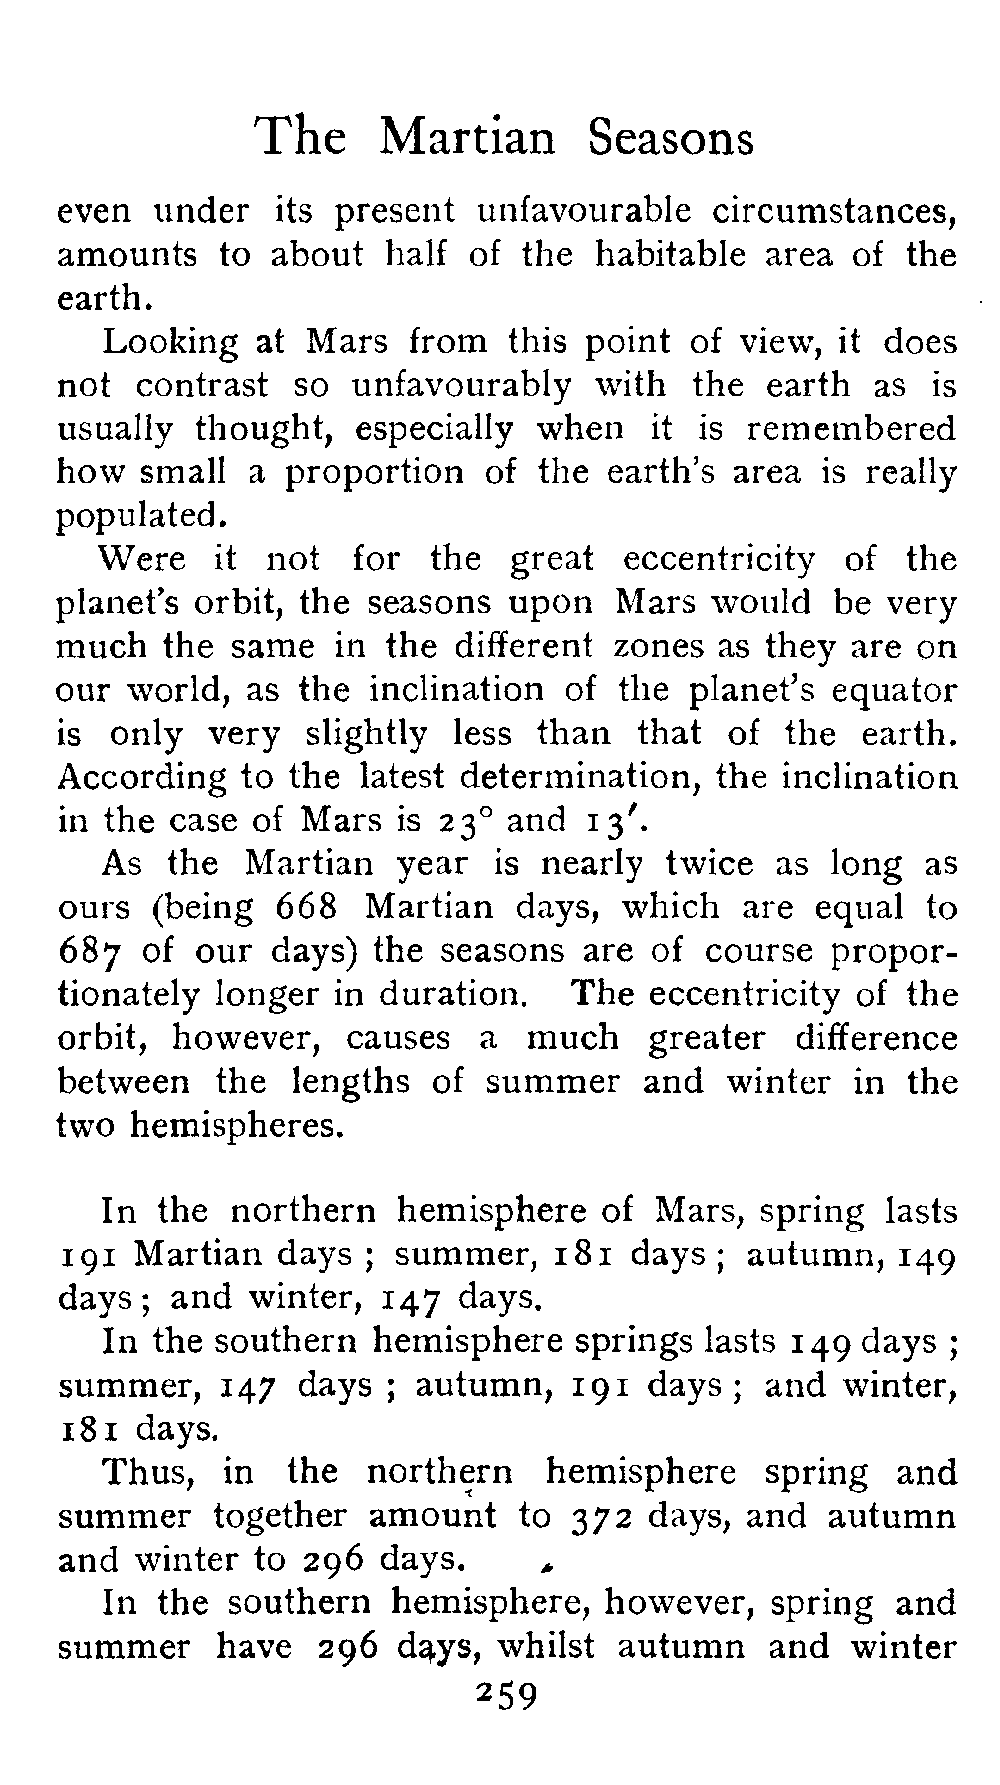 The Martian Seasons
even under its present unfavourable circumstances,
amounts to about half of the habitable area of the
earth.
Looking at Mars from this point of view, it does
not contrast so unfavourably with the earth as is
usually thought, especially when it is remembered
how small a proportion of the earth's area is really
populated.
Were it not for the great eccentricity of the
planet's orbit, the seasons upon Mars would be very
much the same in the different zones as they are on
our world, as the inclination of the planet's equator
is only very slightly less than that of the earth.
According to the latest determination, the inclination
in the case of Mars is 23° and 13′.
As the Martian year is nearly twice as long as
ours (being 668 Martian days, which are equal to
687 of our days) the seasons are of course propor-
tionately longer in duration. The eccentricity of the
orbit, however, causes a much greater difference
between the lengths of summer and winter in the
two hemispheres.
In the northern hemisphere of Mars, spring lasts
191 Martian days ; summer, 181 days ; autumn, 149
days ; and winter, 147 days.
In the southern hemisphere springs lasts 149 days ;
summer, 147 days ; autumn, 191 days ; and winter,
181 days.
Thus, in the northern hemisphere spring and
summer together amount to 372 days, and autumn
and winter to 296 days.
In the southern hemisphere, however, spring and
summer have 296 days, whilst autumn and winter
259